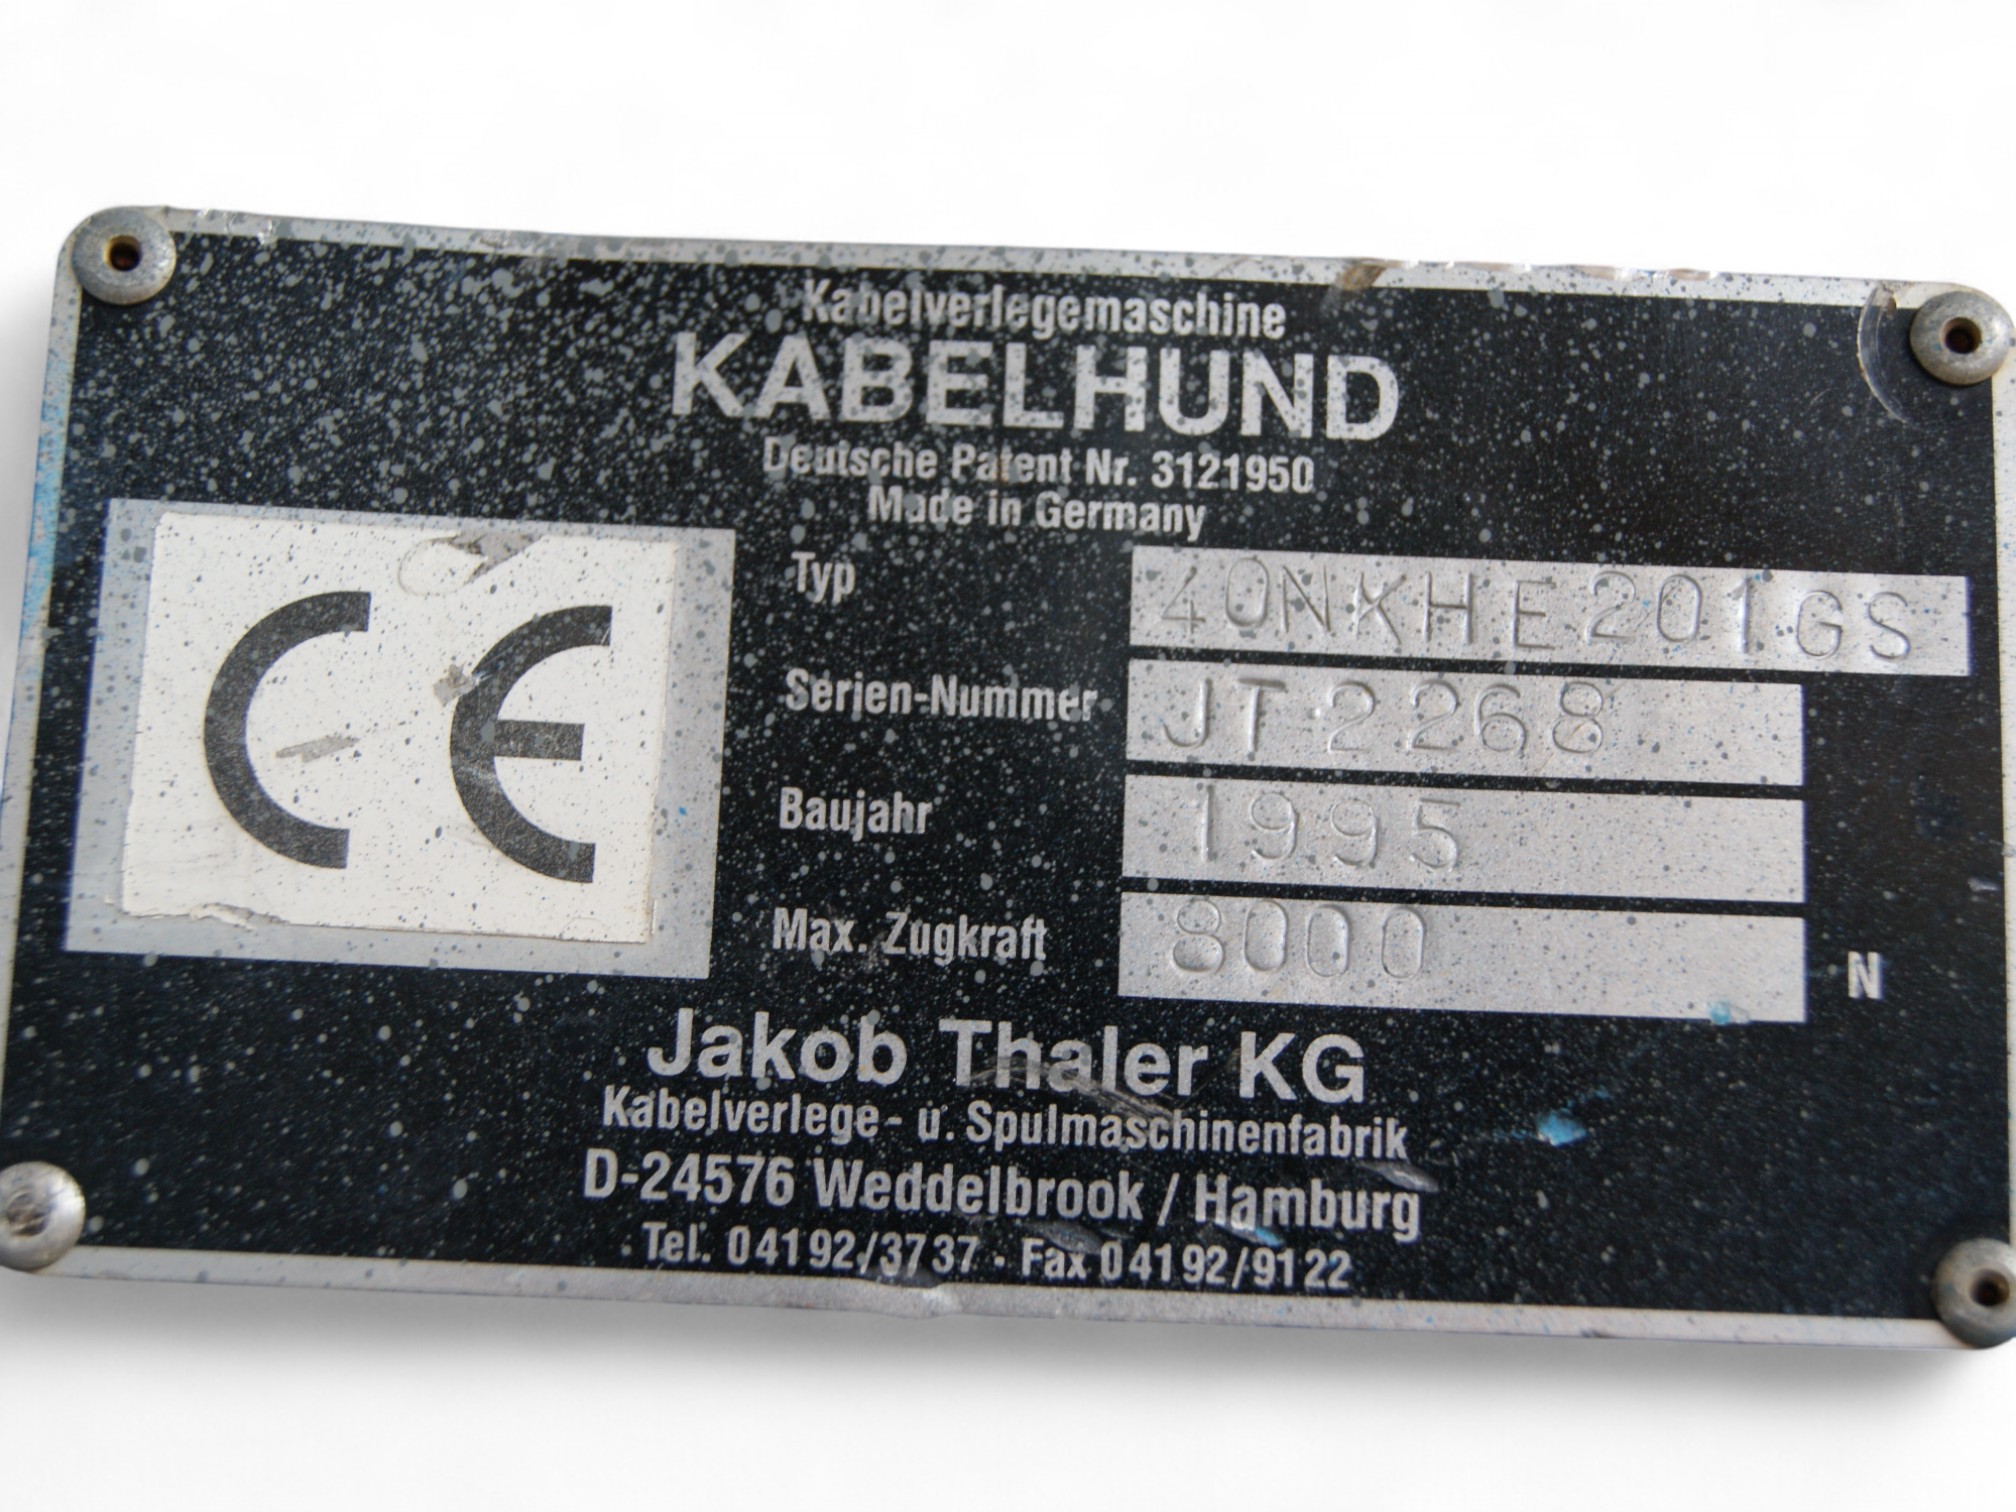 Kabelverlegemaschine
KABELHUND
Deutsche Patent Nr. 3121950
Made in Germany
CE
Typ 40NKHE201GS
Serien-Nummer JT2268
Baujahr 1995
Max. Zugkraft 8000 N
Jakob Thaler KG
Kabelverlege- u. Spulmaschinenfabrik
D-24576 Weddelbrook / Hamburg
Tel. 04192/3737 · Fax 04192/9122